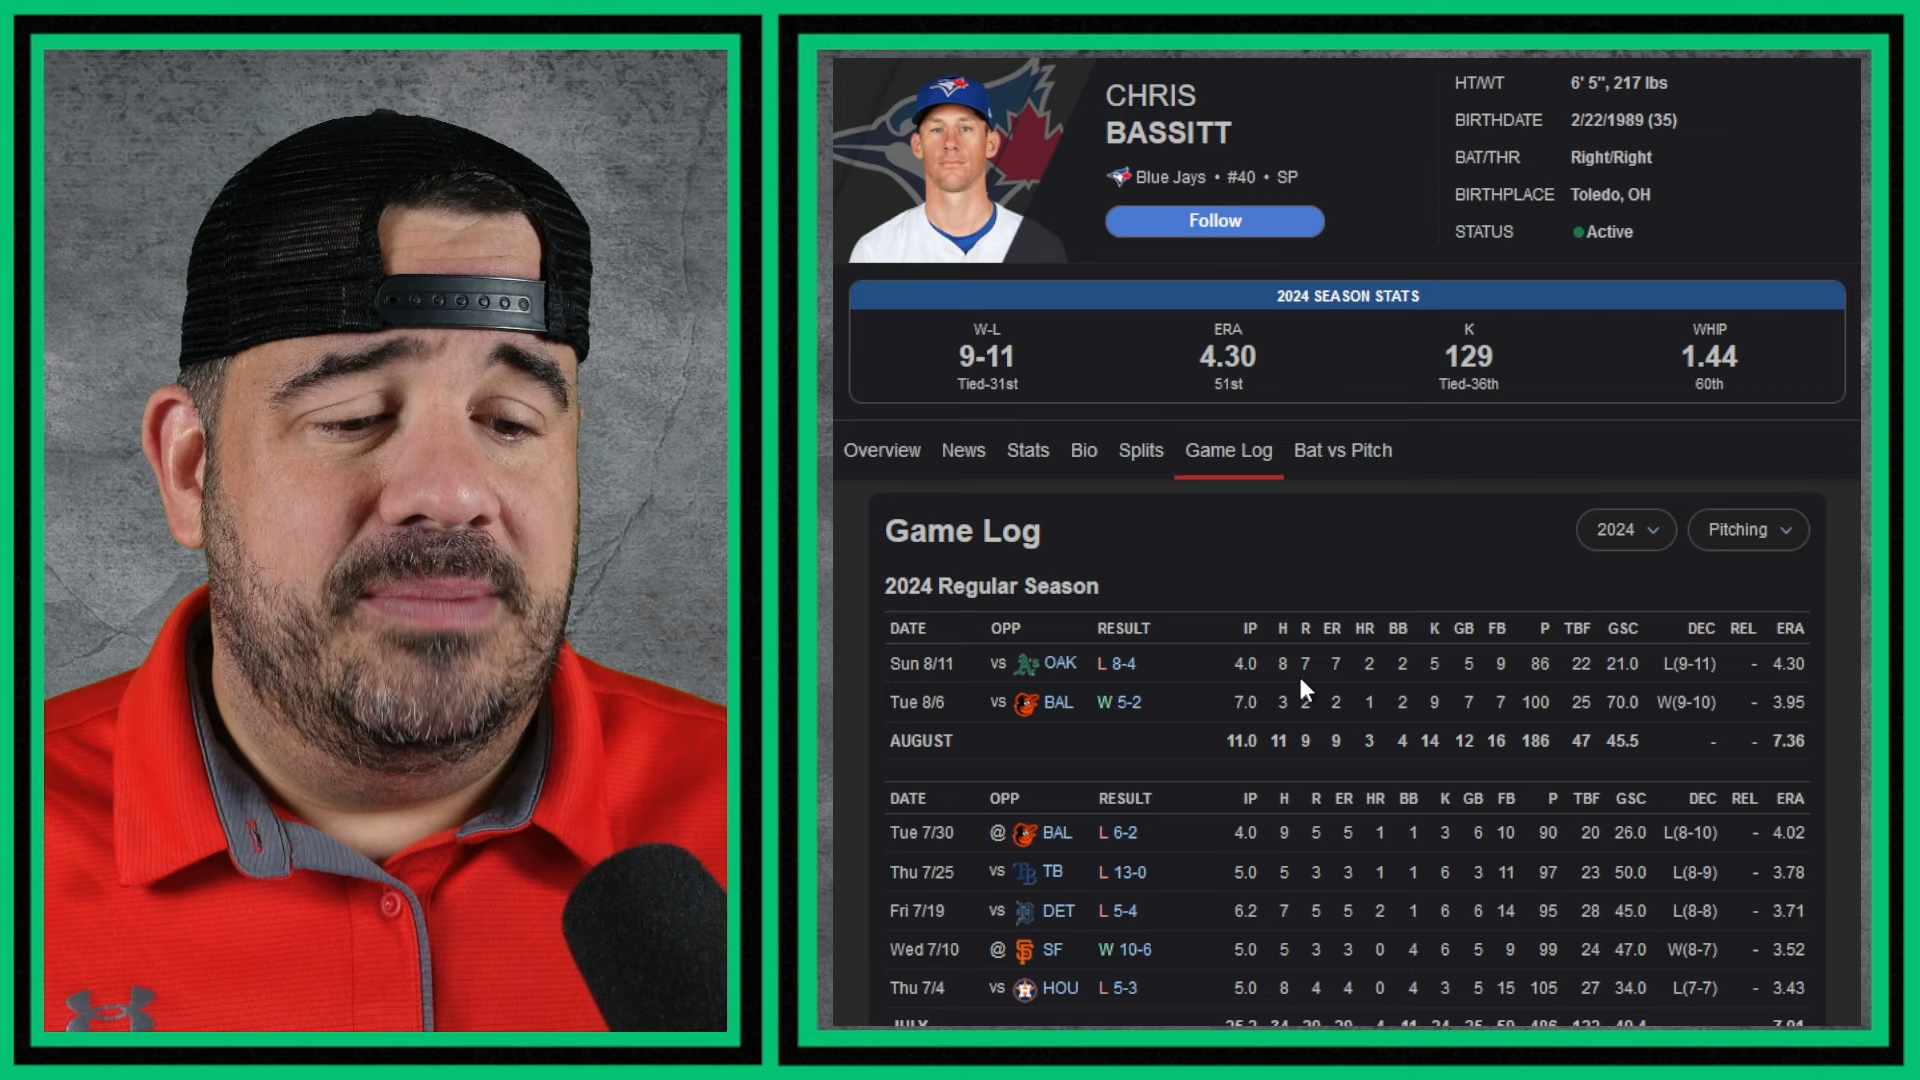 CHRIS
BASSITT
Blue Jays • #40 • SP
Follow
HT/WT 6' 5", 217 lbs
BIRTHDATE 2/22/1989 (35)
BAT/THR Right/Right
BIRTHPLACE Toledo, OH
STATUS Active
2024 SEASON STATS
W-L ERA K WHIP
9-11 4.30 129 1.44
Tied-31st 51st Tied-36th 60th
Overview News Stats Bio Splits Game Log Bat vs Pitch
Game Log 2024 Pitching
2024 Regular Season
DATE OPP RESULT IP H R ER HR BB K GB FB P TBF GSC DEC REL ERA
Sun 8/11 vs OAK L 8-4 4.0 8 7 7 2 2 5 5 9 86 22 21.0 L(9-11) - 4.30
Tue 8/6 vs BAL W 5-2 7.0 3 2 2 1 2 9 7 7 100 25 70.0 W(9-10) - 3.95
AUGUST 11.0 11 9 9 3 4 14 12 16 186 47 45.5 - - 7.36
DATE OPP RESULT IP H R ER HR BB K GB FB P TBF GSC DEC REL ERA
Tue 7/30 @ BAL L 6-2 4.0 9 5 5 1 1 3 6 10 90 20 26.0 L(8-10) - 4.02
Thu 7/25 vs TB L 13-0 5.0 5 3 3 1 1 6 3 11 97 23 50.0 L(8-9) - 3.78
Fri 7/19 vs DET L 5-4 6.2 7 5 5 2 1 6 6 14 95 28 45.0 L(8-8) - 3.71
Wed 7/10 @ SF W 10-6 5.0 5 3 3 0 4 6 5 9 99 24 47.0 W(8-7) - 3.52
Thu 7/4 vs HOU L 5-3 5.0 8 4 4 0 4 3 5 15 105 27 34.0 L(7-7) - 3.43
JULY